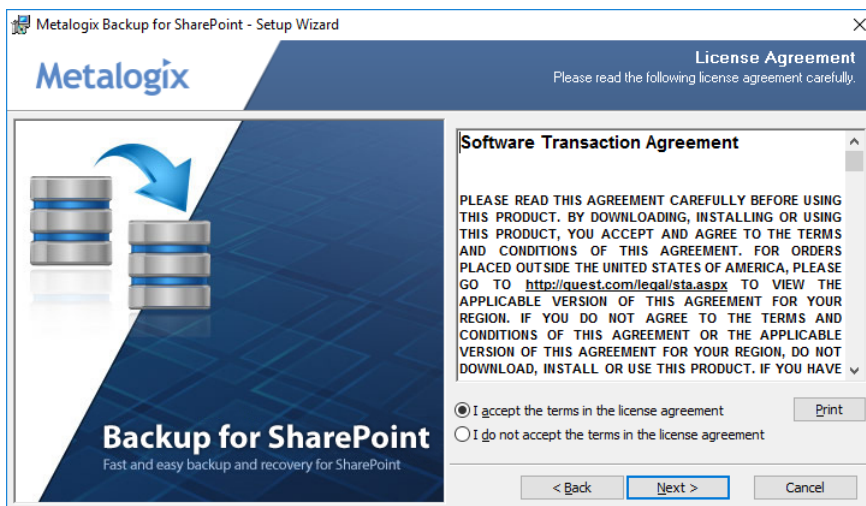 Metalogix Backup for SharePoint - Setup Wizard
Metalogix
License Agreement
Please read the following license agreement carefully.
Backup for SharePoint
Fast and easy backup and recovery for SharePoint
Software Transaction Agreement
PLEASE READ THIS AGREEMENT CAREFULLY BEFORE USING
THIS PRODUCT. BY DOWNLOADING, INSTALLING OR USING
THIS PRODUCT, YOU ACCEPT AND AGREE TO THE TERMS
AND CONDITIONS OF THIS AGREEMENT. FOR ORDERS
PLACED OUTSIDE THE UNITED STATES OF AMERICA, PLEASE
GO TO http://quest.com/legal/sta.aspx TO VIEW THE
APPLICABLE VERSION OF THIS AGREEMENT FOR YOUR
REGION. IF YOU DO NOT AGREE TO THE TERMS AND
CONDITIONS OF THIS AGREEMENT OR THE APPLICABLE
VERSION OF THIS AGREEMENT FOR YOUR REGION, DO NOT
DOWNLOAD, INSTALL OR USE THIS PRODUCT. IF YOU HAVE
I accept the terms in the license agreement
Print
I do not accept the terms in the license agreement
< Back
Next >
Cancel